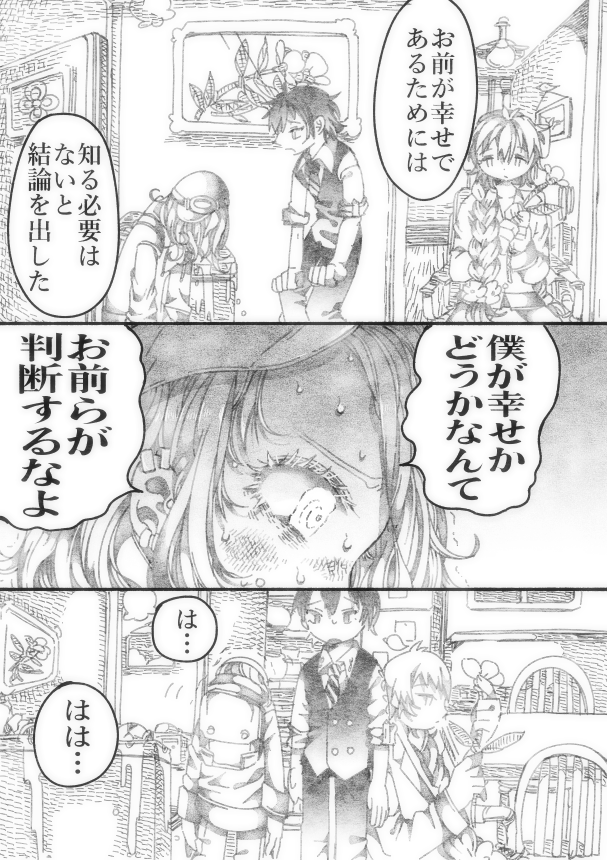 お前が幸せで
あるためには
知る必要は
ないと
結論を出した
僕が幸せか
どうかなんて
お前らが
判断するなよ
は…
はは…